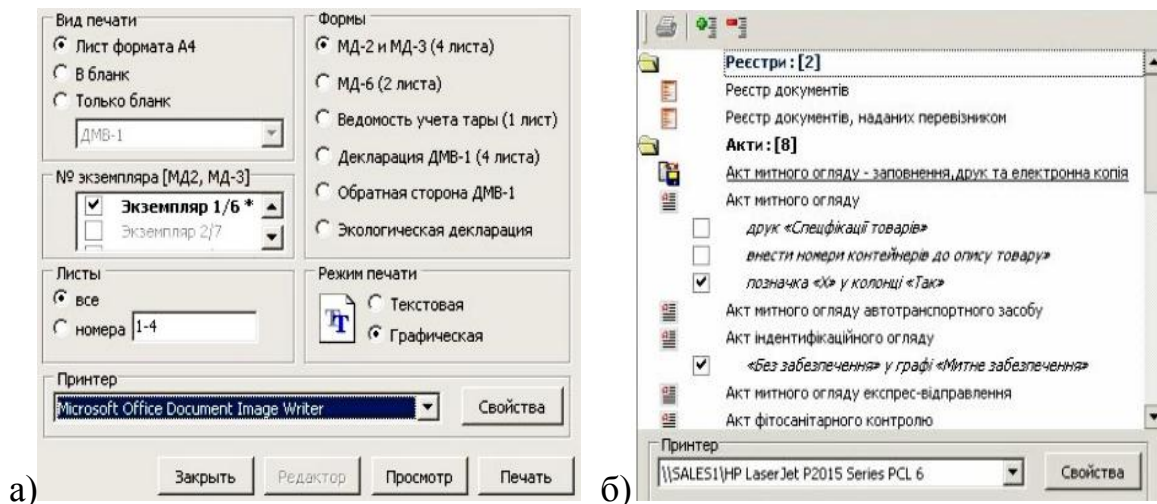 Вид печати
Лист формата А4
В бланк
Только бланк
ДМВ-1
№ экземпляра [МД2, МД-3]
Экземпляр 1/6 *
Экземпляр 2/7
Листы
все
номера 1-4
Формы
МД-2 и МД-3 (4 листа)
МД-6 (2 листа)
Ведомость учета тары (1 лист)
Декларация ДМВ-1 (4 листа)
Обратная сторона ДМВ-1
Экологическая декларация
Режим печати
Текстовая
Графическая
Принтер
Microsoft Office Document Image Writer
Свойства
Закрыть Редактор Просмотр Печать
а)
Реєстри:[2]
Реєстр документів
Реєстр документів, наданих перевізником
Акти:[8]
Акт митного огляду - заповнення,друк та електронна копія
Акт митного огляду
друк «Спецфікації товарів»
внести номери контейнерів до опису товару»
позначка «Х» у колонці «Так»
Акт митного огляду автотранспортного засобу
Акт індентифікаційного огляду
«Без забезпечення» у графі «Митне забезпечення»
Акт митного огляду експрес-відправлення
Акт фітосанітарного контролю
Принтер
\\SALES1\HP LaserJet P2015 Series PCL 6
Свойства
б)